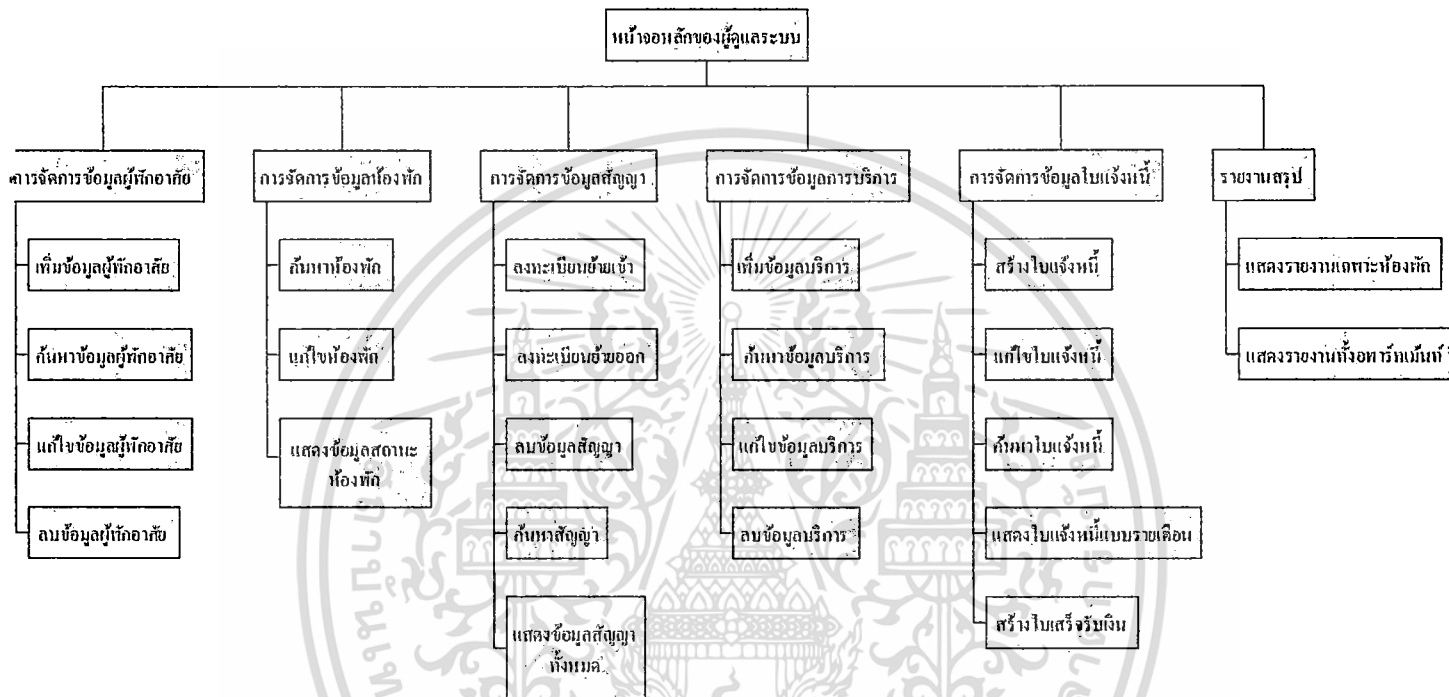 หน้าจอหลักของผู้ดูแลระบบ
การจัดการข้อมูลผู้พักอาศัย
การจัดการข้อมูลห้องพัก
การจัดการข้อมูลสัญญา
การจัดการข้อมูลการบริการ
การจัดการข้อมูลใบแจ้งหนี้
รายงานสรุป
เพิ่มข้อมูลผู้พักอาศัย
ค้นหาข้อมูลผู้พักอาศัย
แก้ไขข้อมูลผู้พักอาศัย
ลบข้อมูลผู้พักอาศัย
ค้นหาห้องพัก
แก้ไขห้องพัก
แสดงข้อมูลสถานะ
ห้องพัก
ลงทะเบียนย้ายเข้า
ลงทะเบียนย้ายออก
ลบข้อมูลสัญญา
ค้นหาสัญญา
แสดงข้อมูลสัญญา
ทั้งหมด
เพิ่มข้อมูลบริการ
ค้นหาข้อมูลบริการ
แก้ไขข้อมูลบริการ
ลบข้อมูลบริการ
สร้างใบแจ้งหนี้
แก้ไขใบแจ้งหนี้
ค้นหาใบแจ้งหนี้
แสดงใบแจ้งหนี้แบบรายเดือน
สร้างใบเสร็จรับเงิน
แสดงรายงานเฉพาะห้องพัก
แสดงรายงานทั้งอพาร์ทเม้นท์